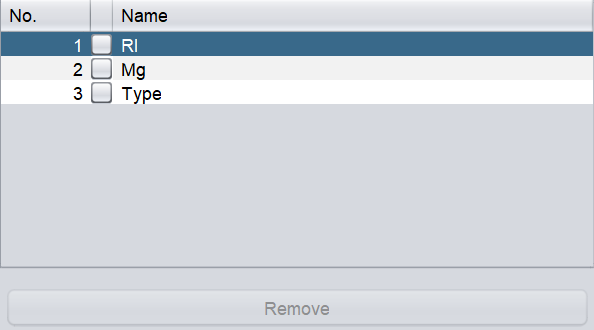 No. Name
1 RI
2 Mg
3 Type
Remove